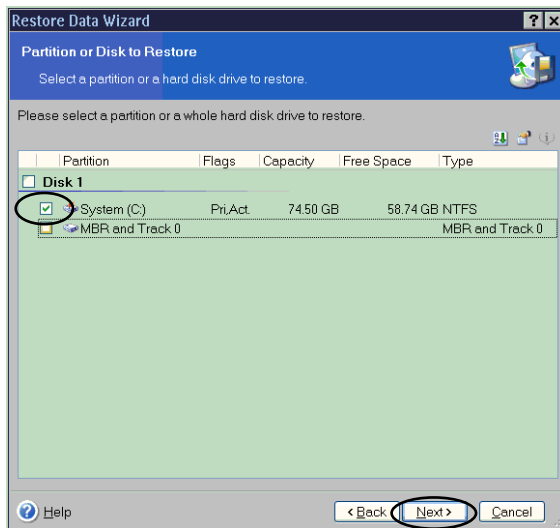 Restore Data Wizard
Partition or Disk to Restore
Select a partition or a hard disk drive to restore.
Please select a partition or a whole hard disk drive to restore.
Partition Flags Capacity Free Space Type
Disk 1
System (C:) Pri,Act. 74.50 GB 58.74 GB NTFS
MBR and Track 0 MBR and Track 0
Help < Back Next > Cancel